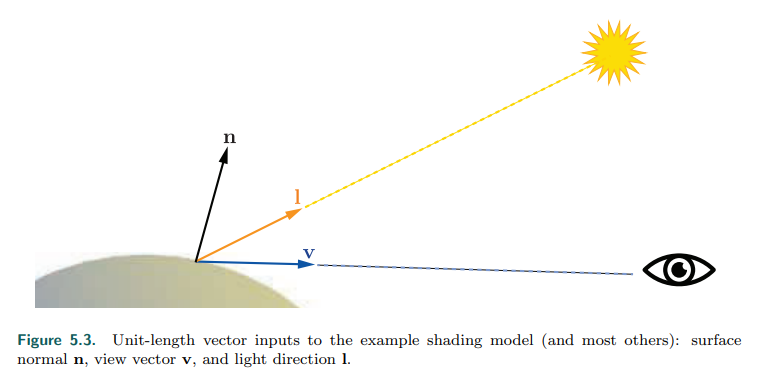 n
l
v
Figure 5.3. Unit-length vector inputs to the example shading model (and most others): surface
normal n, view vector v, and light direction l.